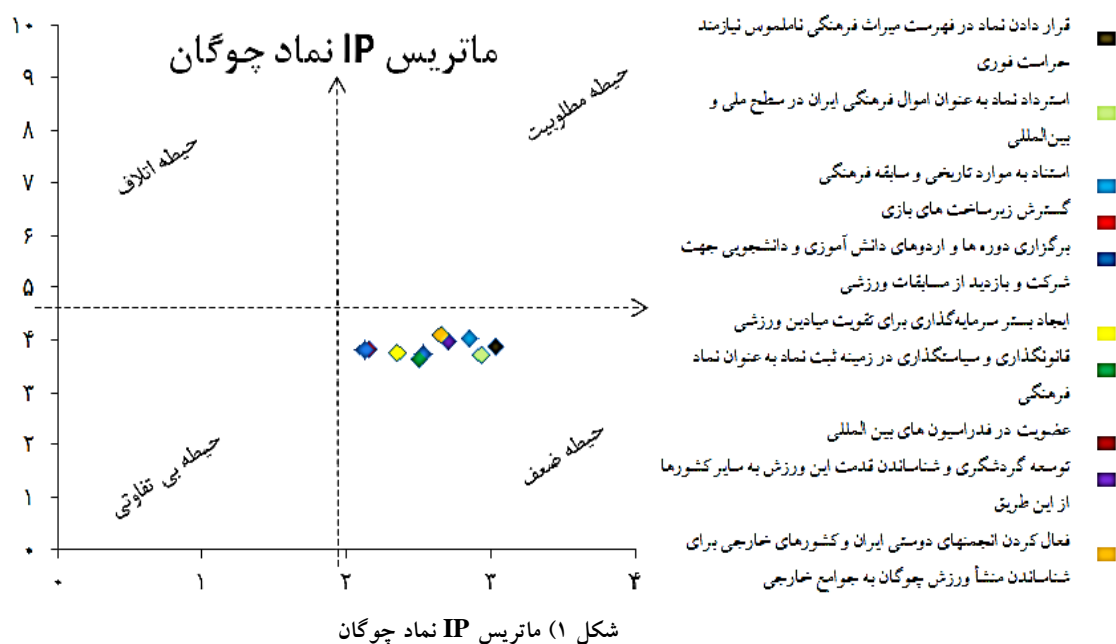 ماتریس IP نماد چوگان
حیطه اتلاف
حیطه مطلوبیت
حیطه بی تفاوتی
حیطه ضعف
۱۰
۹
۸
۷
۶
۵
۴
۳
۲
۱
۰
۰ ۱ ۲ ۳ ۴
قرار دادن نماد در فهرست میراث فرهنگی ناملموس نیازمند
حراست فوری
استرداد نماد به عنوان اموال فرهنگی ایران در سطح ملی و
بین‌المللی
استناد به موارد تاریخی و سابقه فرهنگی
گسترش زیرساخت های بازی
برگزاری دوره ها و اردوهای دانش آموزی و دانشجویی جهت
شرکت و بازدید از مسابقات ورزشی
ایجاد بستر سرمایه‌گذاری برای تقویت میادین ورزشی
قانونگذاری و سیاستگذاری در زمینه ثبت نماد به عنوان نماد
فرهنگی
عضویت در فدراسیون های بین المللی
توسعه گردشگری و شناساندن قدمت این ورزش به سایر کشورها
از این طریق
فعال کردن انجمنهای دوستی ایران و کشورهای خارجی برای
شناساندن منشأ ورزش چوگان به جوامع خارجی
شکل ۱) ماتریس IP نماد چوگان